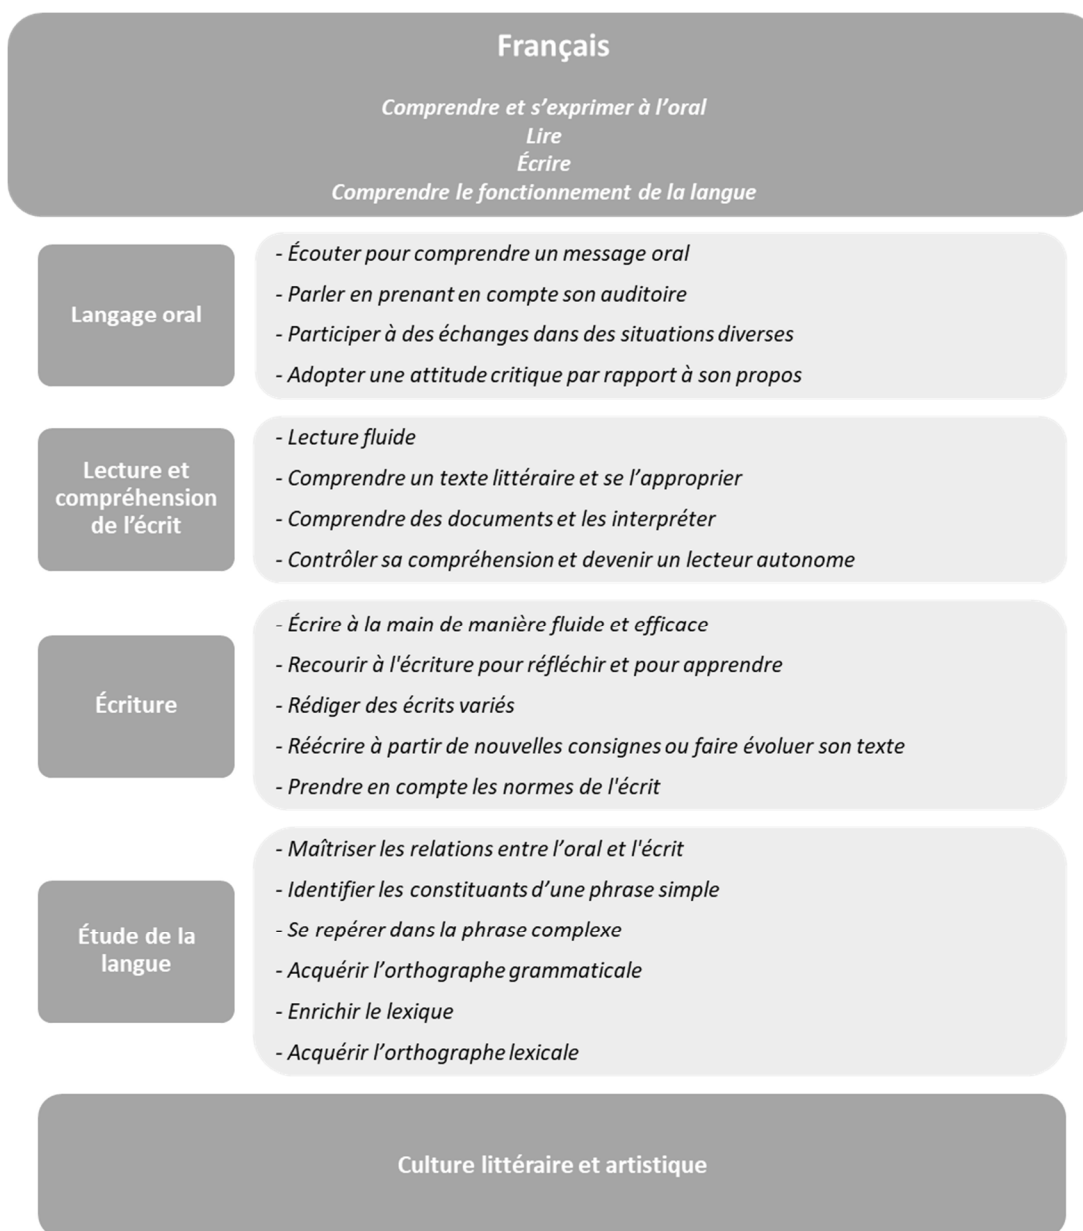 Français
Comprendre et s’exprimer à l’oral
Lire
Écrire
Comprendre le fonctionnement de la langue
Langage oral
- Écouter pour comprendre un message oral
- Parler en prenant en compte son auditoire
- Participer à des échanges dans des situations diverses
- Adopter une attitude critique par rapport à son propos
Lecture et
compréhension
de l’écrit
- Lecture fluide
- Comprendre un texte littéraire et se l’approprier
- Comprendre des documents et les interpréter
- Contrôler sa compréhension et devenir un lecteur autonome
Écriture
- Écrire à la main de manière fluide et efficace
- Recourir à l'écriture pour réfléchir et pour apprendre
- Rédiger des écrits variés
- Réécrire à partir de nouvelles consignes ou faire évoluer son texte
- Prendre en compte les normes de l'écrit
Étude de la
langue
- Maîtriser les relations entre l’oral et l'écrit
- Identifier les constituants d’une phrase simple
- Se repérer dans la phrase complexe
- Acquérir l’orthographe grammaticale
- Enrichir le lexique
- Acquérir l’orthographe lexicale
Culture littéraire et artistique